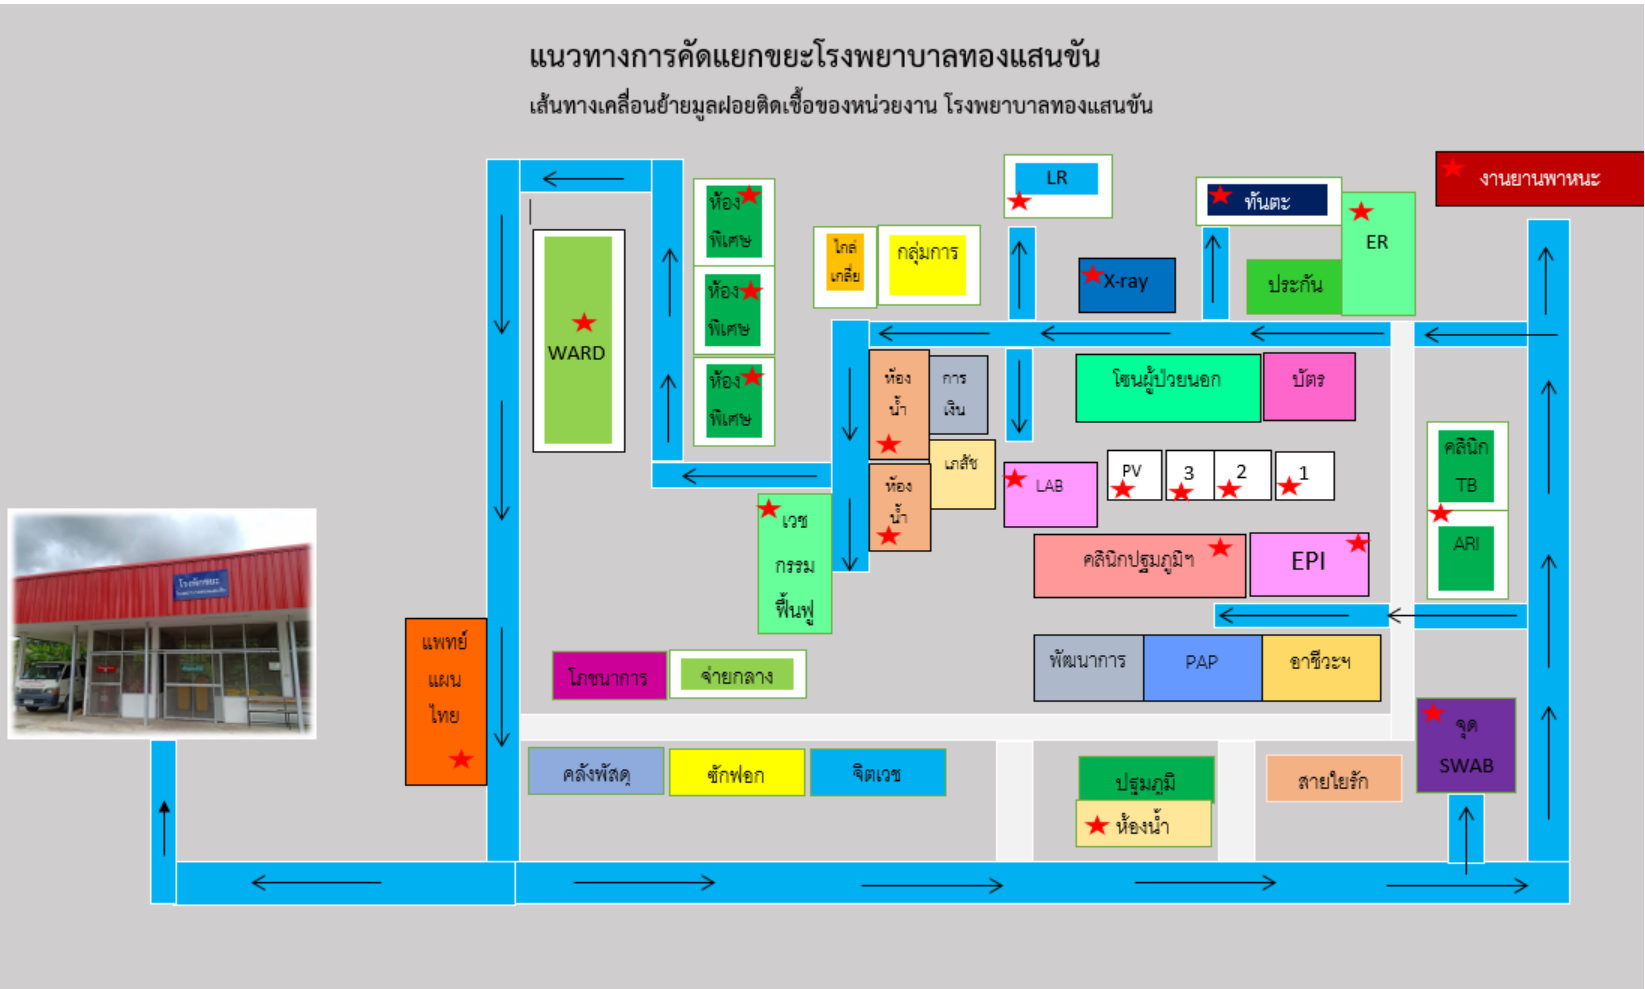 แนวทางการคัดแยกขยะโรงพยาบาลทองแสนขัน
เส้นทางเคลื่อนย้ายมูลฝอยติดเชื้อของหน่วยงาน โรงพยาบาลทองแสนขัน
LR
ทันตะ
งานยานพาหนะ
ห้อง
พิเศษ
ห้อง
พิเศษ
ห้อง
พิเศษ
WARD
ไกล่
เกลี่ย
กลุ่มการ
X-ray
ประกัน
ER
ห้อง
น้ำ
การ
เงิน
โซนผู้ป่วยนอก
บัตร
ห้อง
น้ำ
เภสัช
LAB
PV
3
2
1
คลินิก
TB
ARI
เวช
กรรม
ฟื้นฟู
คลินิกปฐมภูมิฯ
EPI
โรงพักขยะ
แพทย์
แผน
ไทย
โภชนาการ
จ่ายกลาง
พัฒนาการ
PAP
อาชีวะฯ
จุด
SWAB
คลังพัสดุ
ซักฟอก
จิตเวช
ปฐมภูมิ
ห้องน้ำ
สายใยรัก